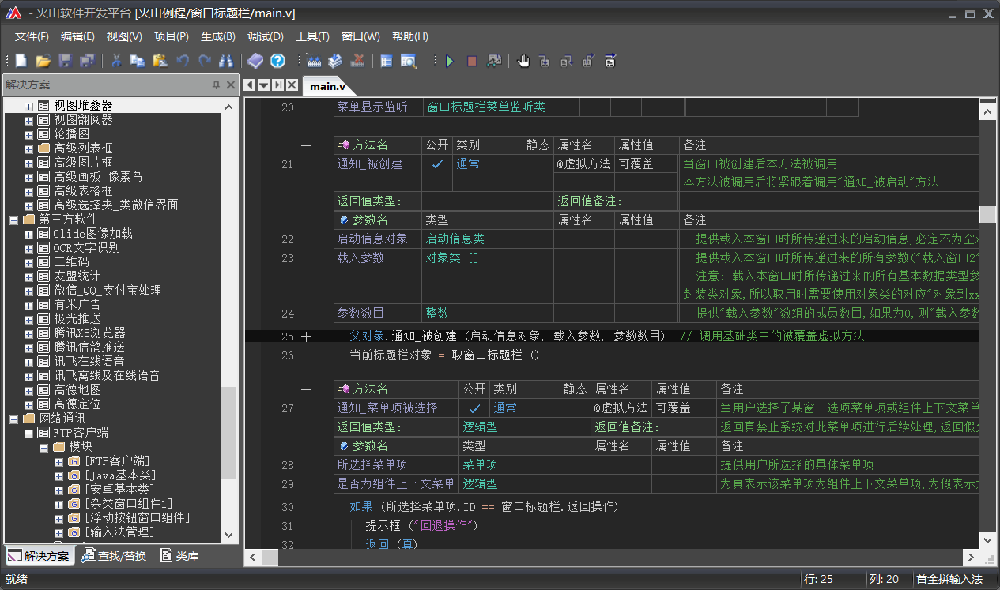 - 火山软件开发平台 [火山例程/窗口标题栏/main.v]
文件(F) 编辑(E) 视图(V) 项目(P) 生成(B) 调试(D) 工具(T) 窗口(W) 帮助(H)
解决方案
视图堆叠器
视图翻阅器
轮播图
高级列表框
高级图片框
高级画板_像素鸟
高级表格框
高级选择夹_类微信界面
第三方软件
Glide图像加载
OCR文字识别
二维码
友盟统计
微信_QQ_支付宝处理
有米广告
极光推送
腾讯X5浏览器
腾讯信鸽推送
讯飞在线语音
讯飞离线及在线语音
高德地图
高德定位
网络通讯
FTP客户端
模块
[FTP客户端]
[Java基本类]
[安卓基本类]
[杂类窗口组件1]
[浮动按钮窗口组件]
[输入法管理]
解决方案 查找/替换 类库
main.v
20 菜单显示监听 窗口标题栏菜单监听类
方法名 公开 类别 静态 属性名 属性值 备注
21 通知_被创建 ✓ 通常 @虚拟方法 可覆盖 当窗口被创建后本方法被调用
本方法被调用后将紧跟着调用"通知_被启动"方法
返回值类型: 返回值备注:
参数名 类型 属性名 属性值 备注
22 启动信息对象 启动信息类 提供载入本窗口时所传递过来的启动信息,必定不为空对
23 载入参数 对象类 [] 提供载入本窗口时所传递过来的所有参数("载入窗口2"
注意: 载入本窗口时所传递过来的所有基本数据类型参
封装类对象,所以取用时需要使用对象类的对应"对象到xx
24 参数数目 整数 提供"载入参数"数组的成员数目,如果为0,则"载入参数
25 父对象.通知_被创建 (启动信息对象, 载入参数, 参数数目) // 调用基础类中的被覆盖虚拟方法
26 当前标题栏对象 = 取窗口标题栏 ()
方法名 公开 类别 静态 属性名 属性值 备注
27 通知_菜单项被选择 ✓ 通常 @虚拟方法 可覆盖 当用户选择了某窗口选项菜单项或组件上下文菜单
返回值类型: 逻辑型 返回值备注: 返回真禁止系统对此菜单项进行后续处理,返回假
参数名 类型 属性名 属性值 备注
28 所选择菜单项 菜单项 提供用户所选择的具体菜单项
29 是否为组件上下文菜单 逻辑型 为真表示该菜单项为组件上下文菜单项,为假表示
30 如果 (所选择菜单项.ID == 窗口标题栏.返回操作)
31 提示框 ("回退操作")
32 返回 (真)
就绪 行: 25 列: 20 首全拼输入法